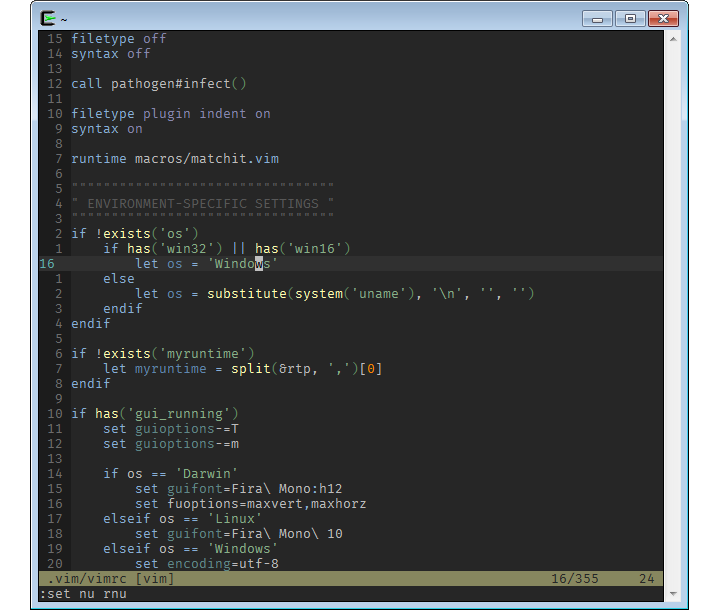 ~
15 filetype off
14 syntax off
13
12 call pathogen#infect()
11
10 filetype plugin indent on
9 syntax on
8
7 runtime macros/matchit.vim
6
5 """""""""""""""""""""""""""""""""
4 " ENVIRONMENT-SPECIFIC SETTINGS "
3 """""""""""""""""""""""""""""""""
2 if !exists('os')
1     if has('win32') || has('win16')
16         let os = 'Windows'
1     else
2         let os = substitute(system('uname'), '\n', '', '')
3     endif
4 endif
5
6 if !exists('myruntime')
7     let myruntime = split(&rtp, ',')[0]
8 endif
9
10 if has('gui_running')
11     set guioptions-=T
12     set guioptions-=m
13
14     if os == 'Darwin'
15         set guifont=Fira\ Mono:h12
16         set fuoptions=maxvert,maxhorz
17     elseif os == 'Linux'
18         set guifont=Fira\ Mono\ 10
19     elseif os == 'Windows'
20         set encoding=utf-8
.vim/vimrc [vim] 16/355 24
:set nu rnu